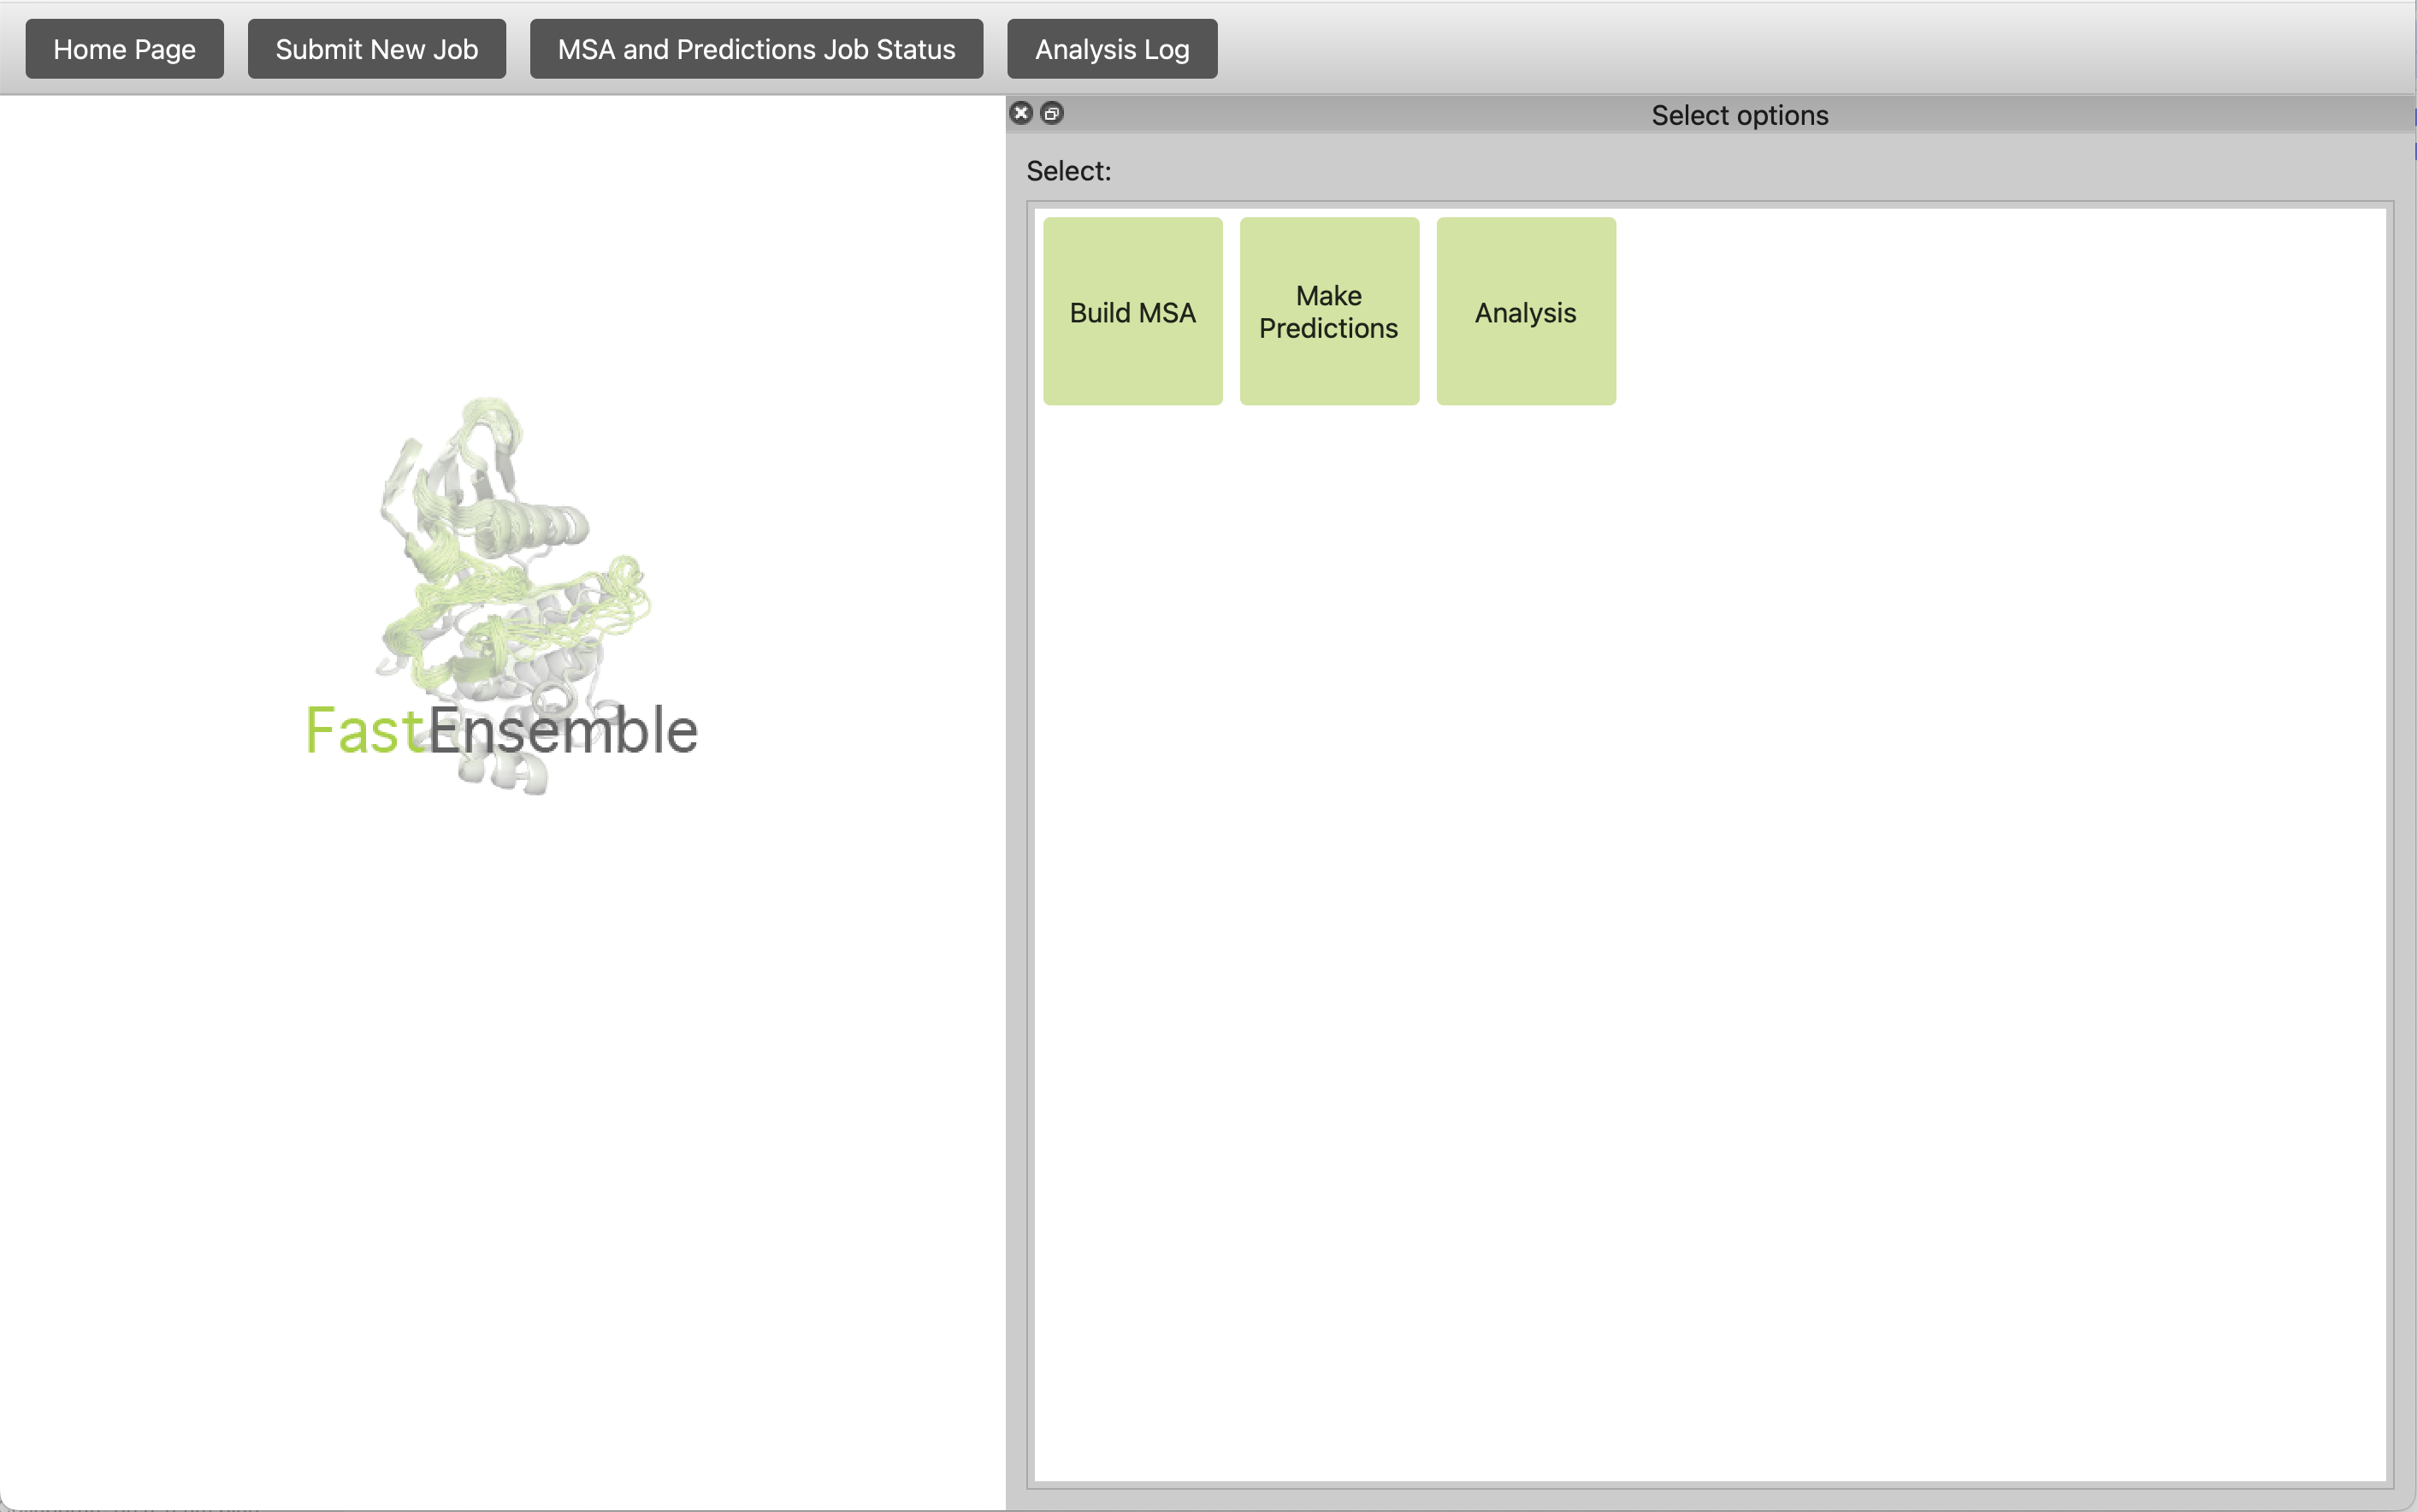 Home Page
Submit New Job
MSA and Predictions Job Status
Analysis Log
Select options
Select:
Build MSA
Make
Predictions
Analysis
FastEnsemble